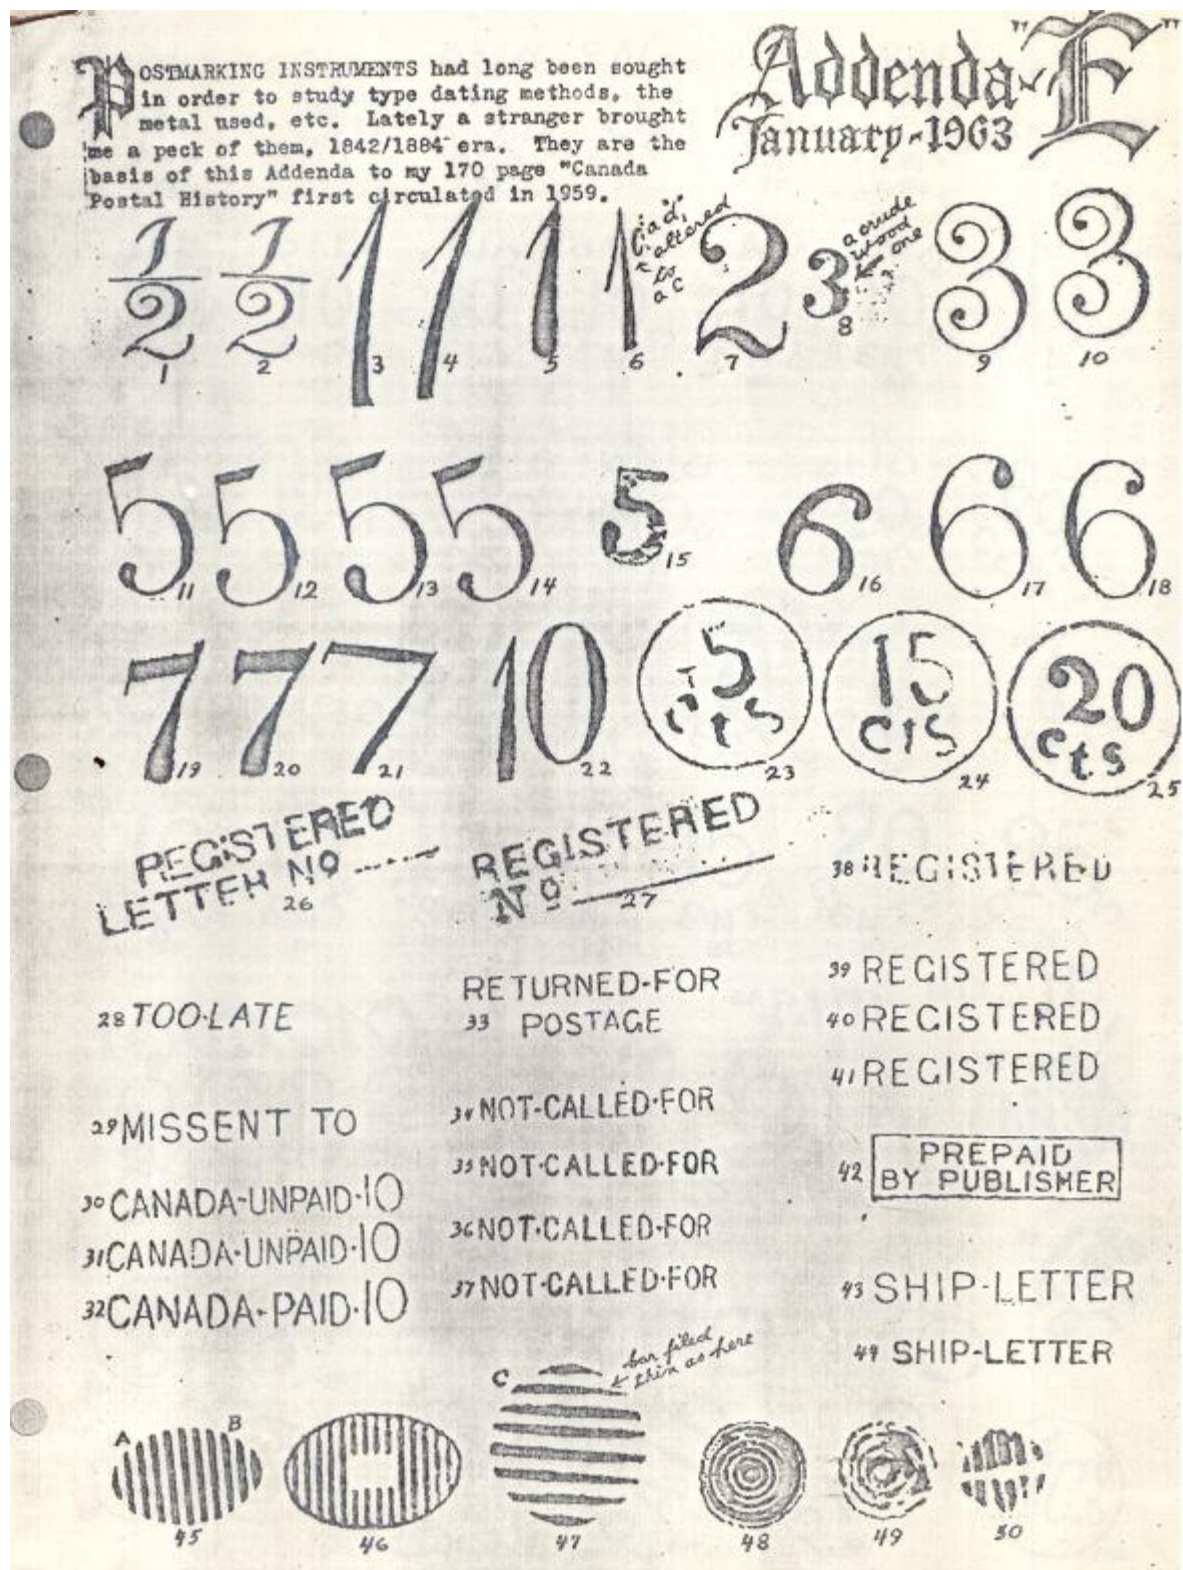 Addenda "E"
January-1963
POSTMARKING INSTRUMENTS had long been sought
in order to study type dating methods, the
metal used, etc. Lately a stranger brought
me a peck of them, 1842/1884 era. They are the
basis of this Addenda to my 170 page "Canada
Postal History" first circulated in 1959.
1/2 1/2 1 1 1 1 2 3 3 3
altered
to
a C
a crude
wood
one
1 2 3 4 5 6 7 8 9 10
5 5 5 5 5 6 6 6
11 12 13 14 15 16 17 18
7 7 7 10 5 cts 15 cts 20 cts
19 20 21 22 23 24 25
REGISTERED
LETTER No
26
REGISTERED
No
27
38 REGISTERED
39 REGISTERED
40 REGISTERED
41 REGISTERED
28 TOO·LATE
RETURNED-FOR
33 POSTAGE
29 MISSENT TO
34 NOT-CALLED·FOR
35 NOT·CALLED·FOR
36 NOT·CALLED·FOR
37 NOT·CALLED·FOR
42 PREPAID
BY PUBLISHER
30 CANADA-UNPAID·10
31 CANADA·UNPAID·10
32 CANADA-PAID·10
43 SHIP-LETTER
44 SHIP-LETTER
bar filed
thin as here
A B C
45 46 47 48 49 50